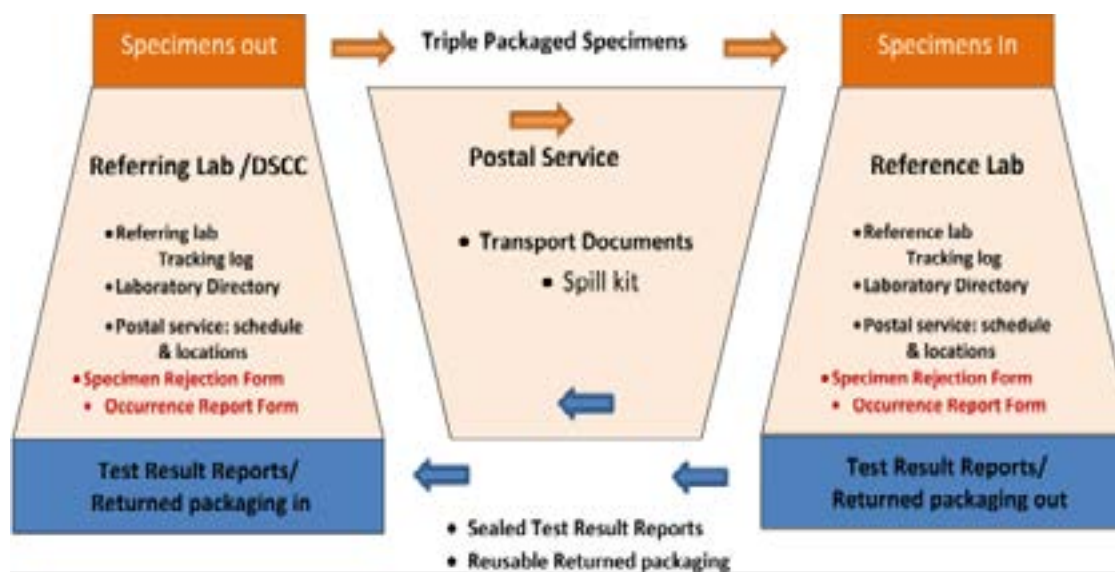 Specimens out
Triple Packaged Specimens
Specimens In
Referring Lab /DSCC
• Referring lab
Tracking log
• Laboratory Directory
• Postal service: schedule
& locations
• Specimen Rejection Form
• Occurrence Report Form
Postal Service
• Transport Documents
• Spill kit
Reference Lab
• Reference lab
Tracking log
• Laboratory Directory
• Postal service: schedule
& locations
• Specimen Rejection Form
• Occurrence Report Form
Test Result Reports/
Returned packaging in
• Sealed Test Result Reports
• Reusable Returned packaging
Test Result Reports/
Returned packaging out